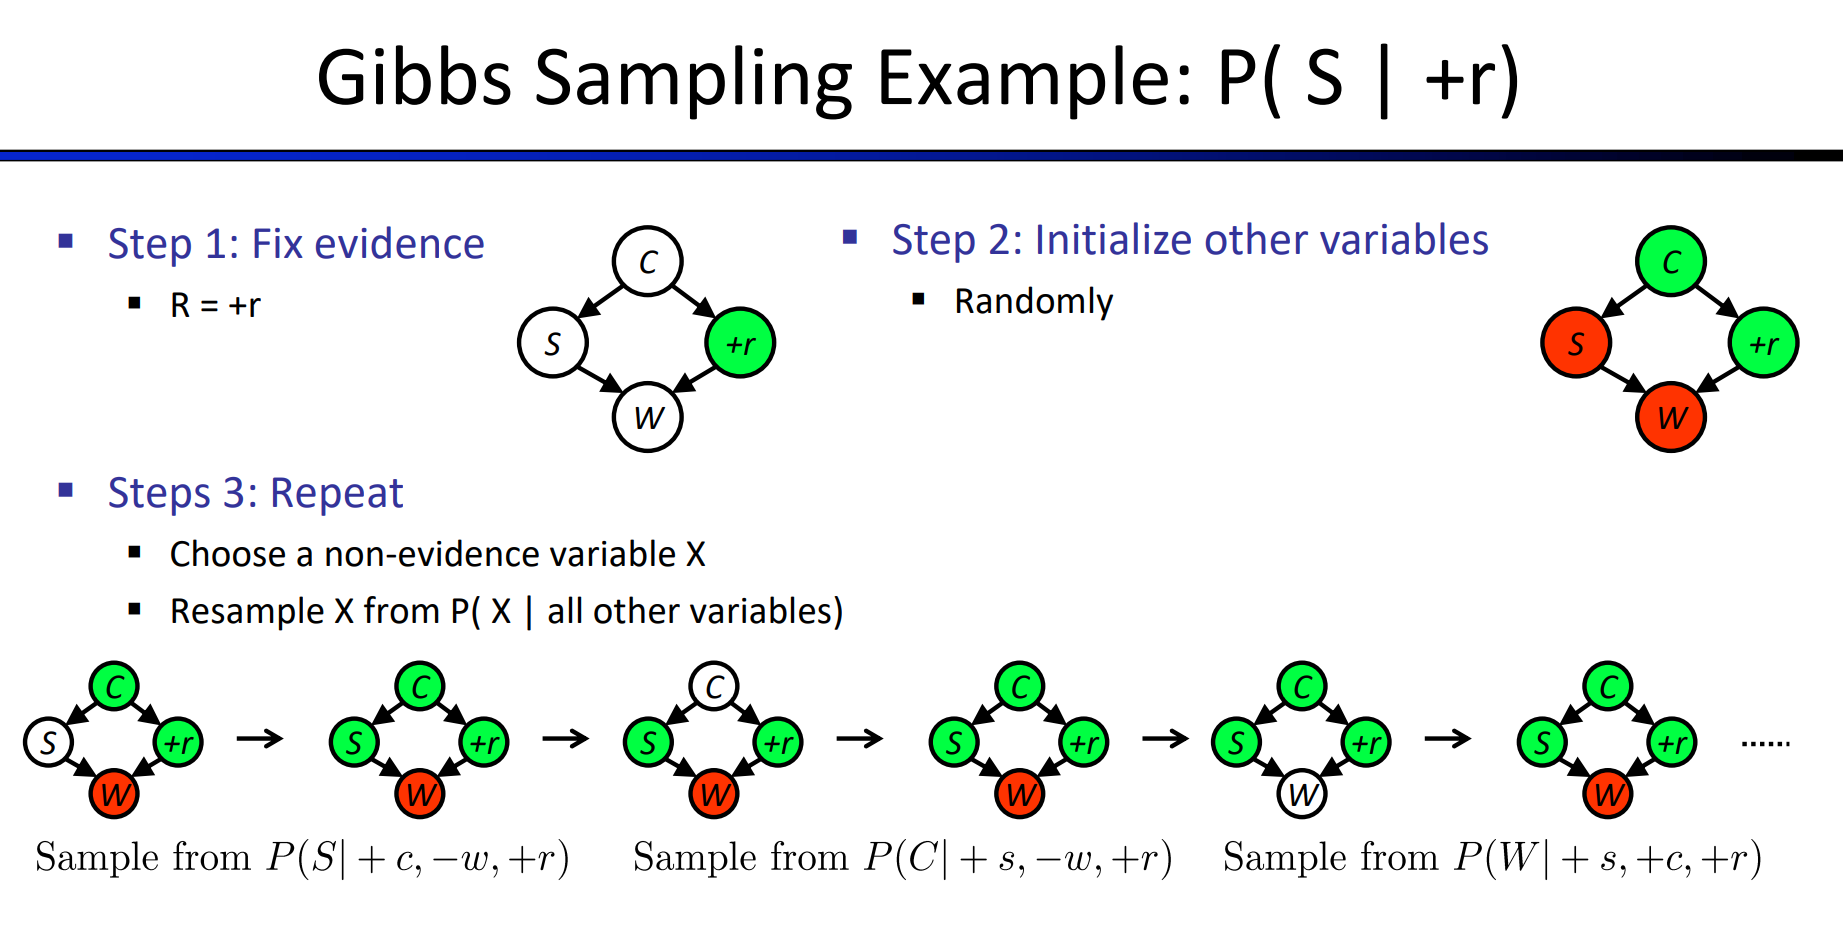 Gibbs Sampling Example: P( S | +r)
▪ Step 1: Fix evidence
▪ R = +r
C
S
+r
W
▪ Step 2: Initialize other variables
▪ Randomly
C
S
+r
W
▪ Steps 3: Repeat
▪ Choose a non-evidence variable X
▪ Resample X from P( X | all other variables)
C
S
+r
W
→
C
S
+r
W
→
C
S
+r
W
→
C
S
+r
W
→
C
S
+r
W
→
C
S
+r
W
......
Sample from P(S| + c, −w, +r)
Sample from P(C| + s, −w, +r)
Sample from P(W| + s, +c, +r)